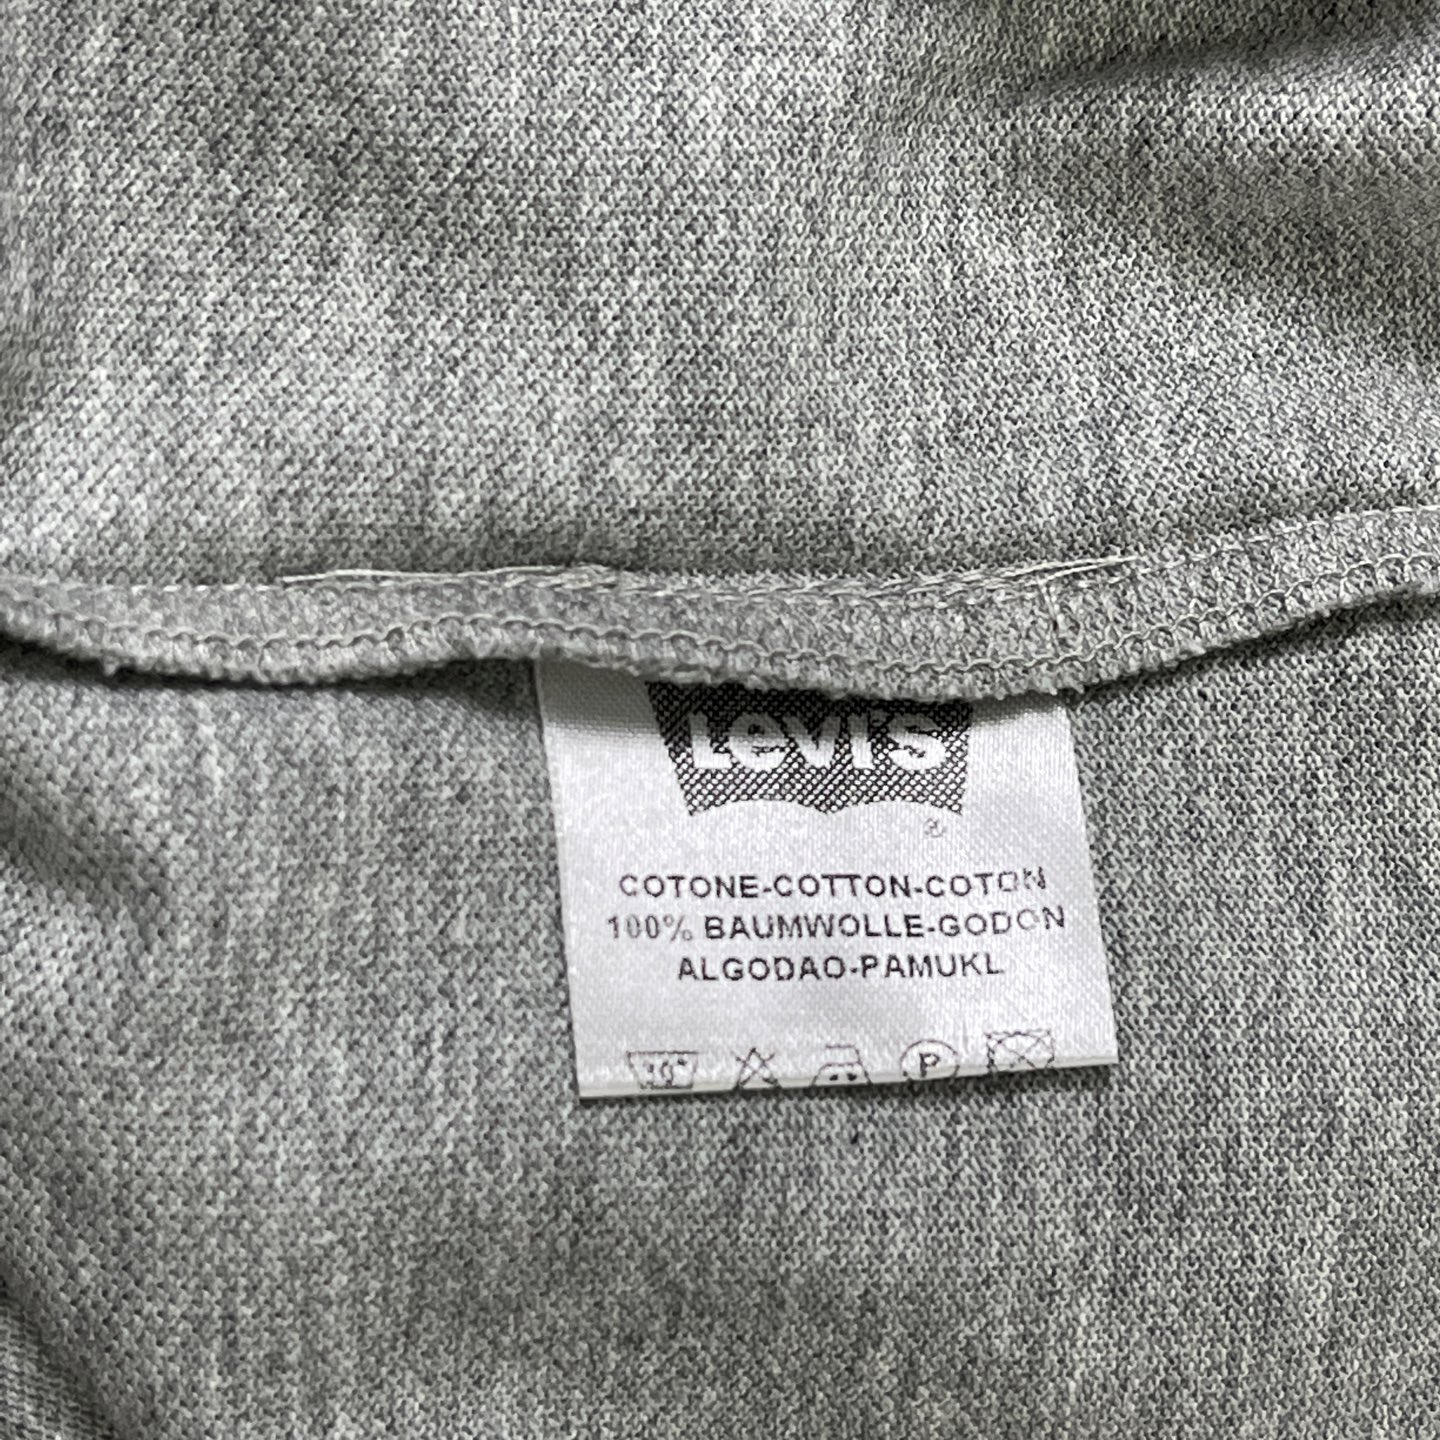 Levi's
®
COTONE-COTTON-COTON
100% BAUMWOLLE-GODON
ALGODAO-PAMUKL
P